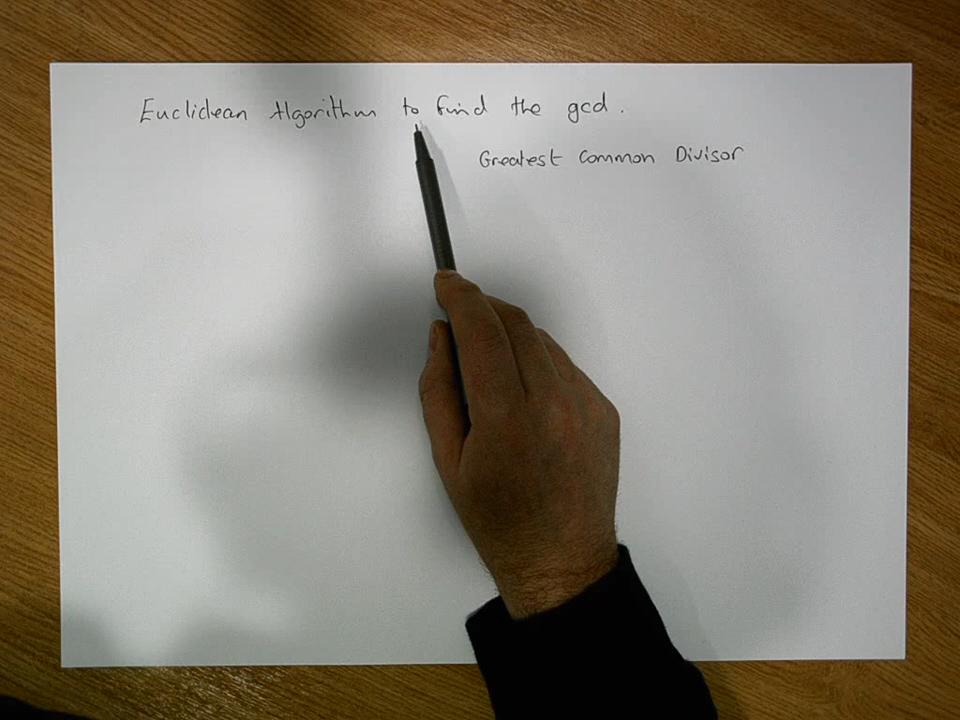 Euclidean Algorithm to find the gcd.
Greatest Common Divisor